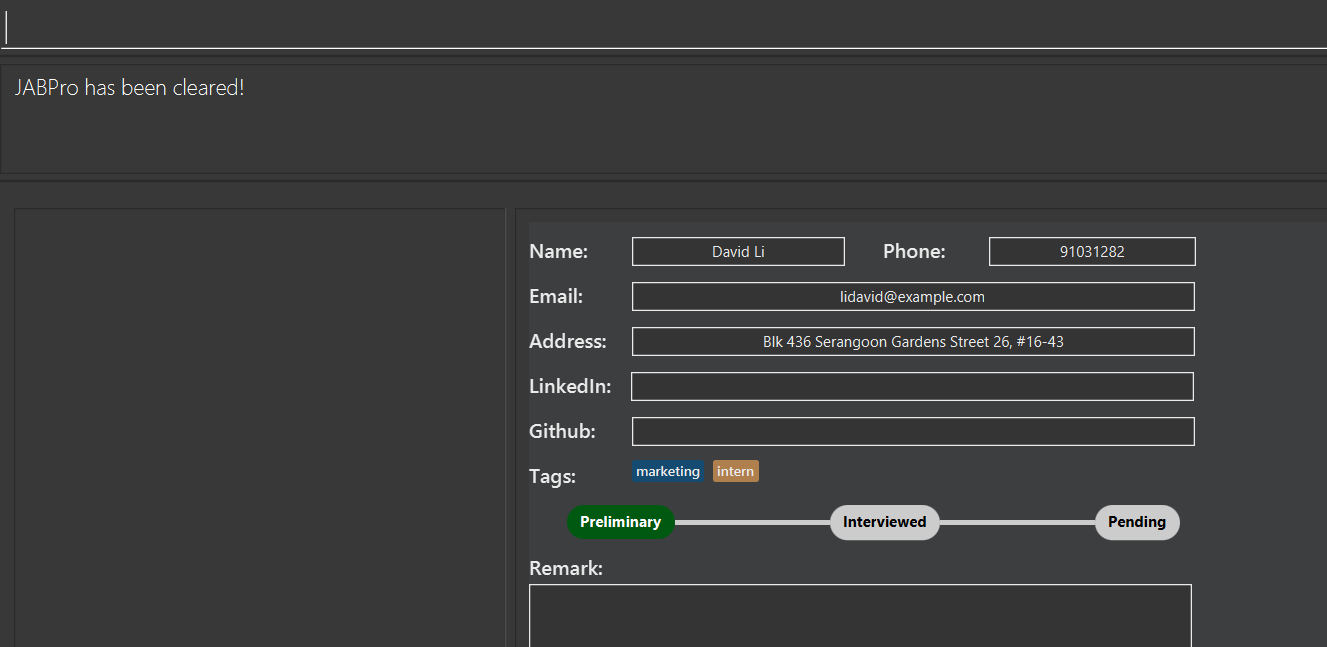 JABPro has been cleared!
Name: David Li Phone: 91031282
Email: lidavid@example.com
Address: Blk 436 Serangoon Gardens Street 26, #16-43
LinkedIn:
Github:
Tags: marketing intern
Preliminary Interviewed Pending
Remark: